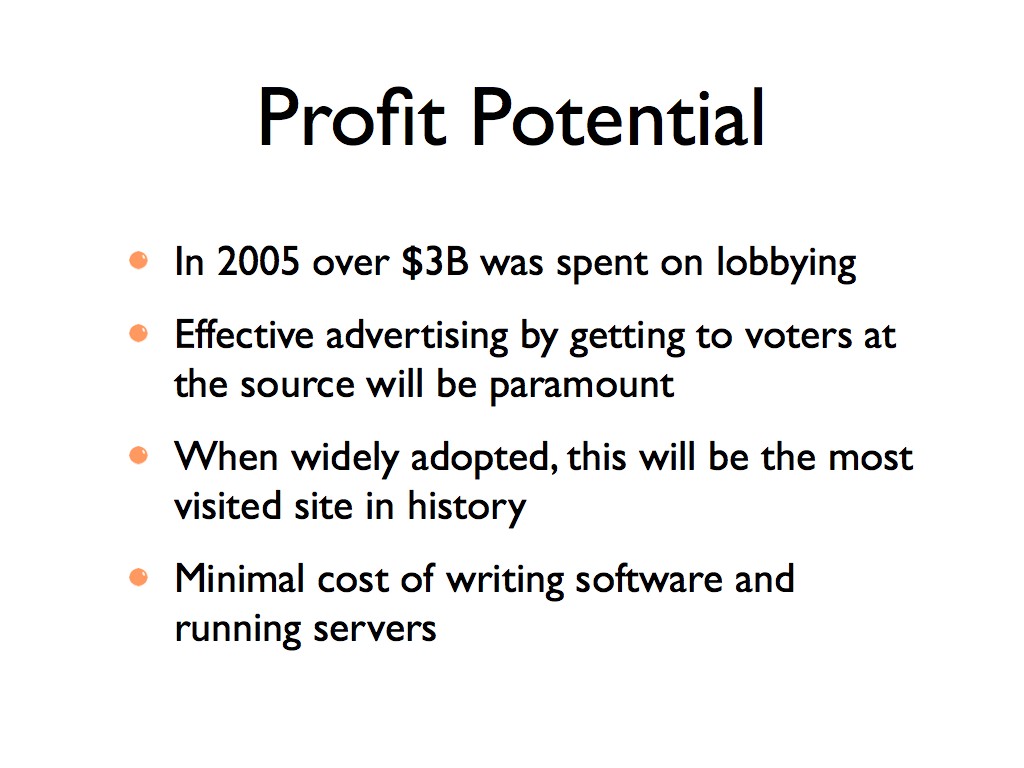 Profit Potential
In 2005 over $3B was spent on lobbying
Effective advertising by getting to voters at
the source will be paramount
When widely adopted, this will be the most
visited site in history
Minimal cost of writing software and
running servers